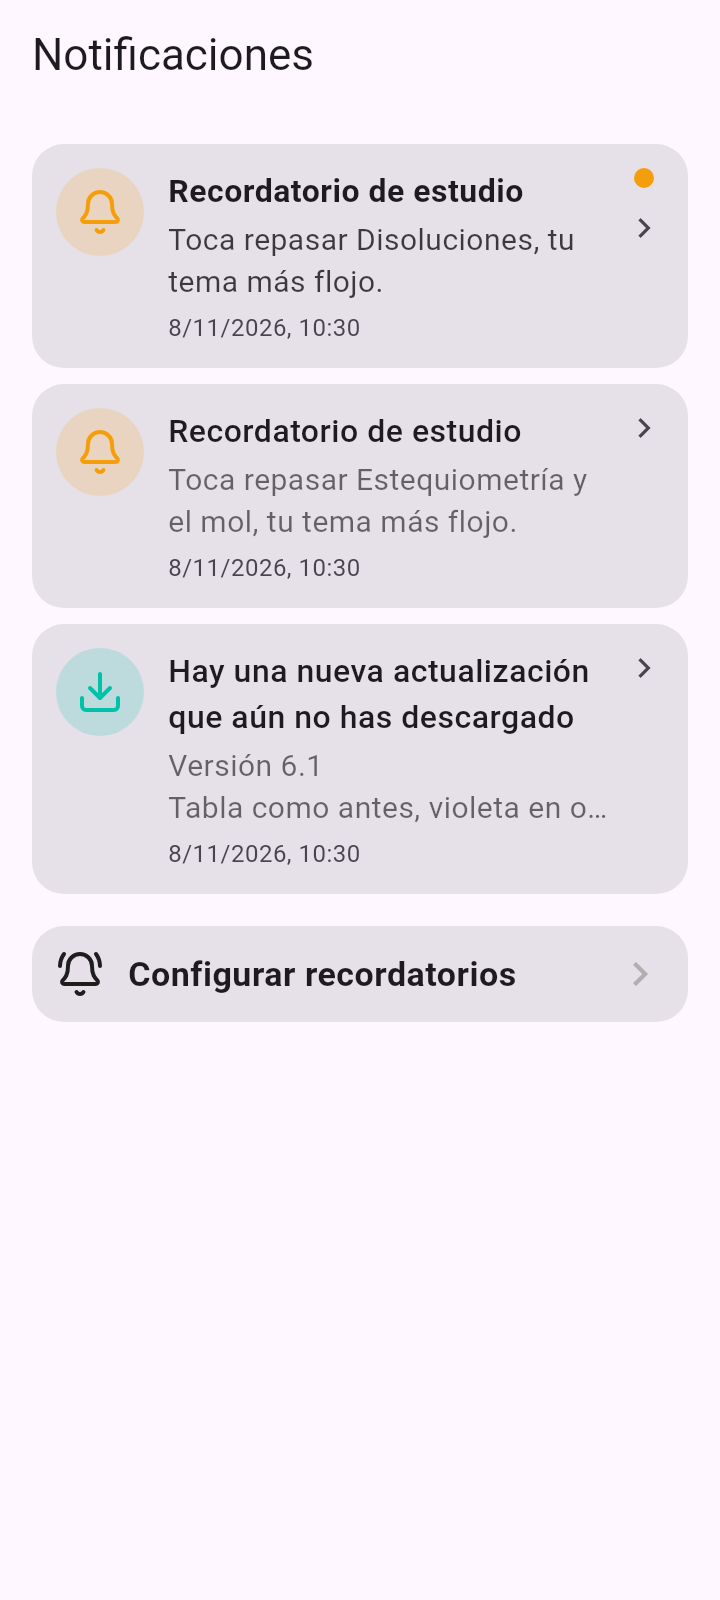 Notificaciones
Recordatorio de estudio
Toca repasar Disoluciones, tu
tema más flojo.
8/11/2026, 10:30
Recordatorio de estudio
Toca repasar Estequiometría y
el mol, tu tema más flojo.
8/11/2026, 10:30
Hay una nueva actualización
que aún no has descargado
Versión 6.1
Tabla como antes, violeta en o…
8/11/2026, 10:30
Configurar recordatorios